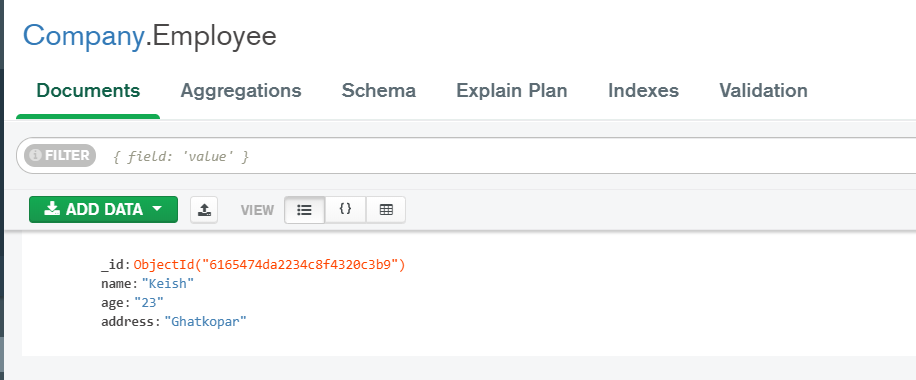 Company.Employee
Documents Aggregations Schema Explain Plan Indexes Validation
FILTER { field: 'value' }
ADD DATA VIEW {}
_id: ObjectId("6165474da2234c8f4320c3b9")
name: "Keish"
age: "23"
address: "Ghatkopar"